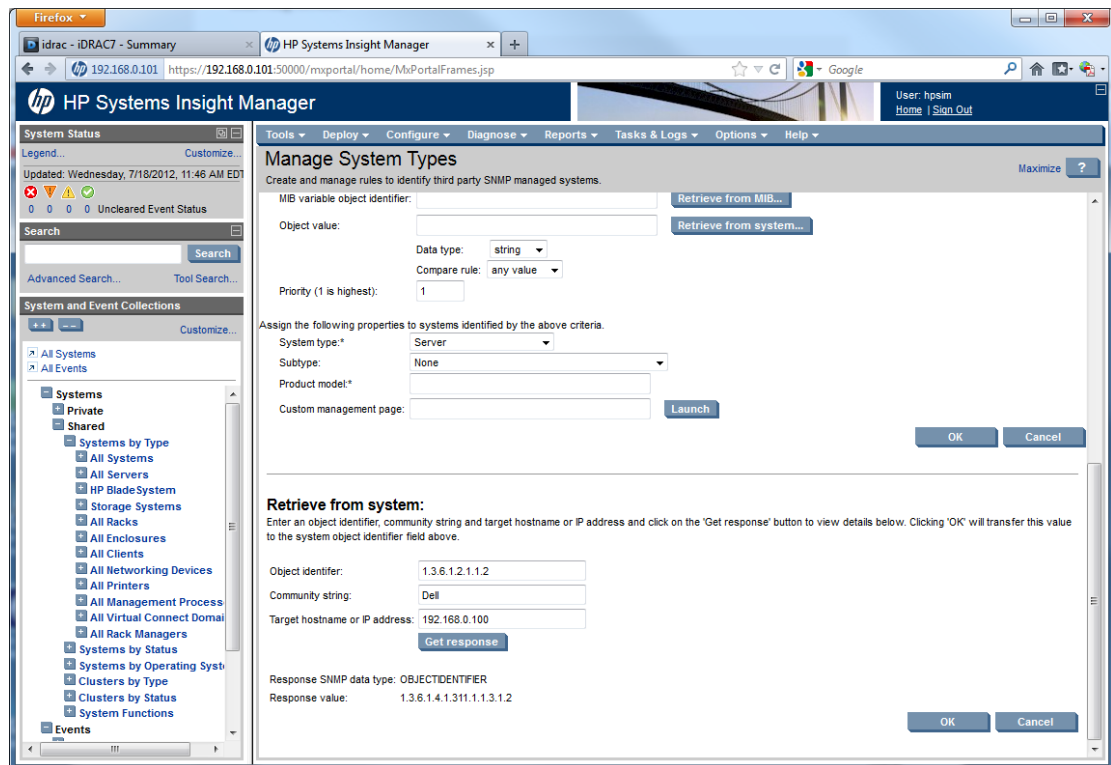 Firefox
idrac - iDRAC7 - Summary
HP Systems Insight Manager
192.168.0.101 https://192.168.0.101:50000/mxportal/home/MxPortalFrames.jsp
Google
hp HP Systems Insight Manager
User: hpsim
Home | Sign Out
System Status
Legend... Customize...
Updated: Wednesday, 7/18/2012, 11:46 AM EDT
0 0 0 0 Uncleared Event Status
Search
Search
Advanced Search... Tool Search...
System and Event Collections
++ -- Customize...
All Systems
All Events
Systems
Private
Shared
Systems by Type
All Systems
All Servers
HP BladeSystem
Storage Systems
All Racks
All Enclosures
All Clients
All Networking Devices
All Printers
All Management Process
All Virtual Connect Domai
All Rack Managers
Systems by Status
Systems by Operating Syst
Clusters by Type
Clusters by Status
System Functions
Events
Tools Deploy Configure Diagnose Reports Tasks & Logs Options Help
Manage System Types
Maximize ?
Create and manage rules to identify third party SNMP managed systems.
MIB variable object identifier: Retrieve from MIB...
Object value: Retrieve from system...
Data type: string
Compare rule: any value
Priority (1 is highest): 1
Assign the following properties to systems identified by the above criteria.
System type:* Server
Subtype: None
Product model:*
Custom management page: Launch
OK Cancel
Retrieve from system:
Enter an object identifier, community string and target hostname or IP address and click on the 'Get response' button to view details below. Clicking 'OK' will transfer this value
to the system object identifier field above.
Object identifer: 1.3.6.1.2.1.1.2
Community string: Dell
Target hostname or IP address: 192.168.0.100
Get response
Response SNMP data type: OBJECTIDENTIFIER
Response value: 1.3.6.1.4.1.311.1.1.3.1.2
OK Cancel